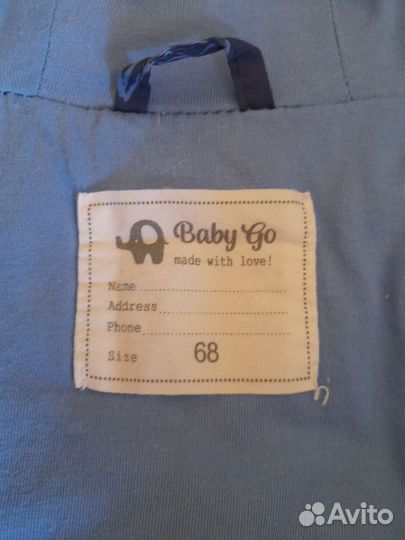 Baby Go
made with love!
Name
Address
Phone
Size 68
Avito